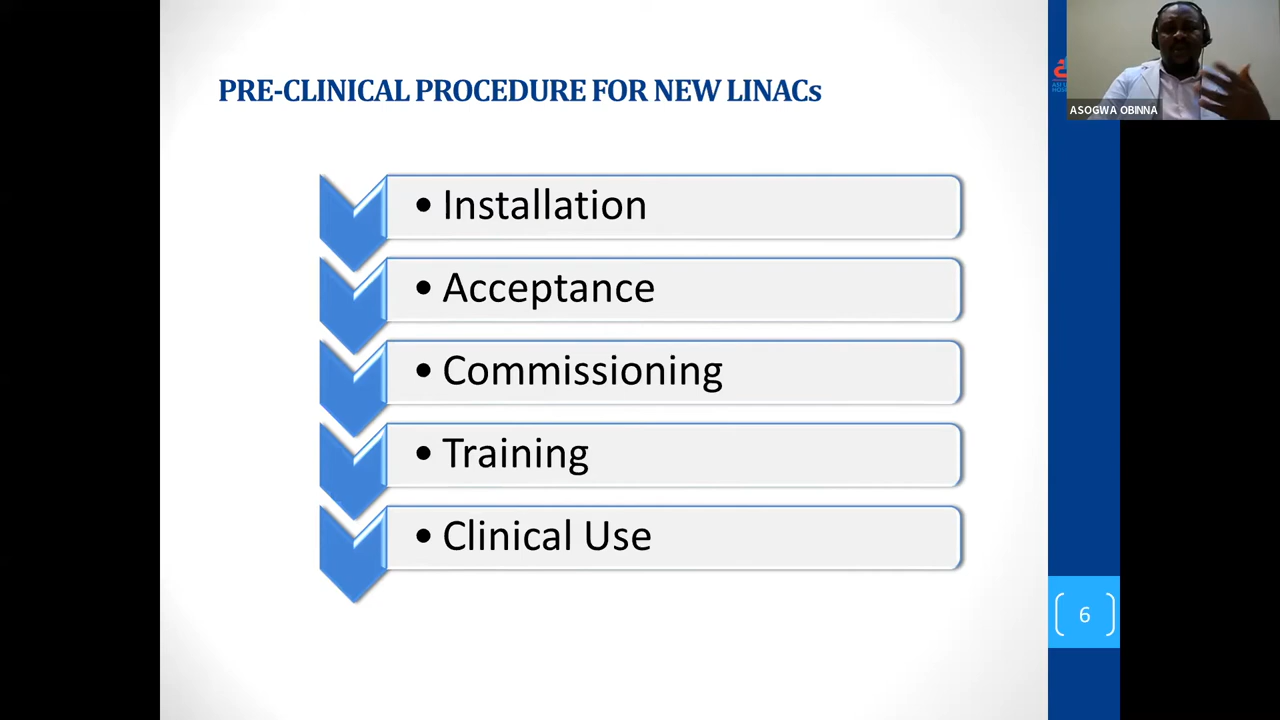 PRE-CLINICAL PROCEDURE FOR NEW LINACs
ASOGWA OBINNA
• Installation
• Acceptance
• Commissioning
• Training
• Clinical Use
6